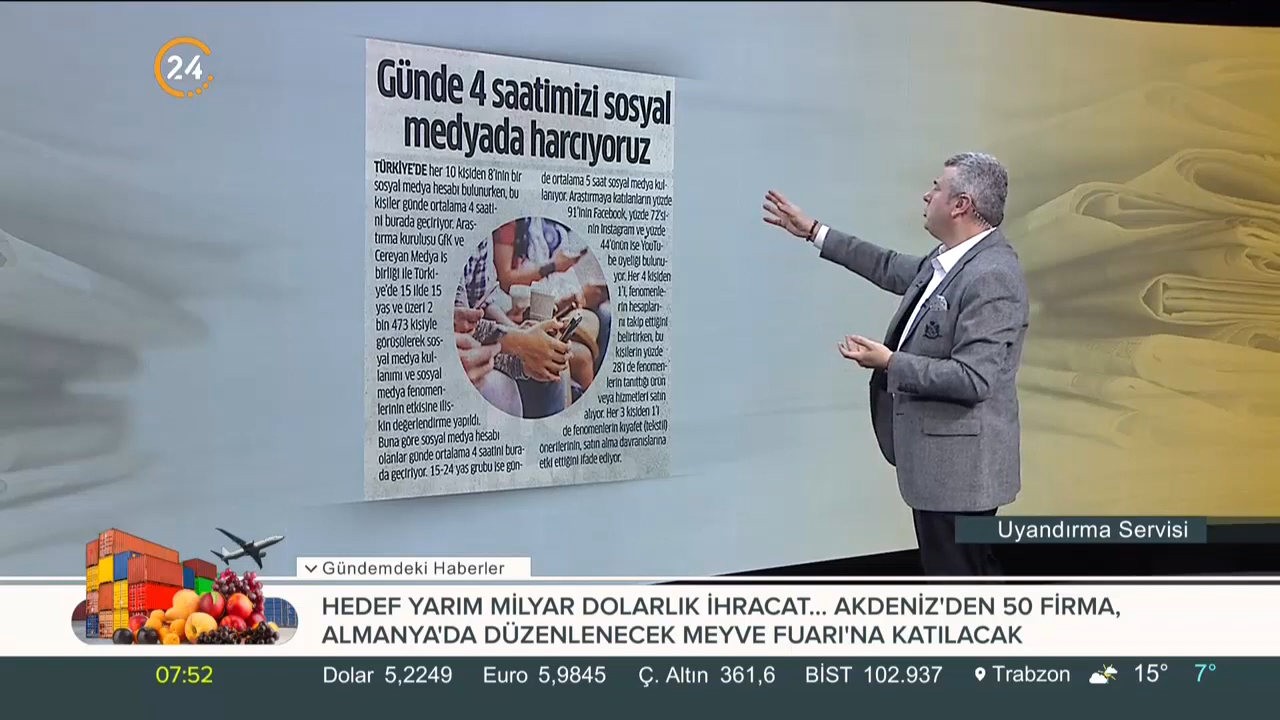 24
Günde 4 saatimizi sosyal
medyada harcıyoruz
TÜRKİYE'DE her 10 kişiden 8'inin bir
sosyal medya hesabı bulunurken, bu
kişiler günde ortalama 4 saati-
ni burada geçiriyor. Araş-
tırma kuruluşu GfK ve
Cereyan Medya iş
birliği ile Türki-
ye'de 15 ilde 15
yaş ve üzeri 2
bin 473 kişiyle
görüşülerek sos-
yal medya kul-
lanımı ve sosyal
medya fenomen-
lerinin etkisine iliş-
kin değerlendirme yapıldı.
Buna göre sosyal medya hesabı
olanlar günde ortalama 4 saatini bura-
da geçiriyor. 15-24 yaş grubu ise gün-
de ortalama 5 saat sosyal medya kul-
lanıyor. Araştırmaya katılanların yüzde
91'inin Facebook, yüzde 72'si-
nin Instagram ve yüzde
44'ünün ise YouTu-
be üyeliği bulunu-
yor. Her 4 kişiden
1'i, fenomenle-
rin hesapları-
nı takip ettiğini
belirtirken, bu
kişilerin yüzde
28'i de fenomen-
lerin tanıttığı ürün
veya hizmetleri satın
alıyor. Her 3 kişiden 1'i
de fenomenlerin kıyafet (tekstil)
önerilerinin, satın alma davranışlarına
etki ettiğini ifade ediyor.
Uyandırma Servisi
Gündemdeki Haberler
HEDEF YARIM MİLYAR DOLARLIK İHRACAT... AKDENİZ'DEN 50 FİRMA,
ALMANYA'DA DÜZENLENECEK MEYVE FUARI'NA KATILACAK
07:52 Dolar 5,2249 Euro 5,9845 Ç. Altın 361,6 BİST 102.937 Trabzon 15° 7°